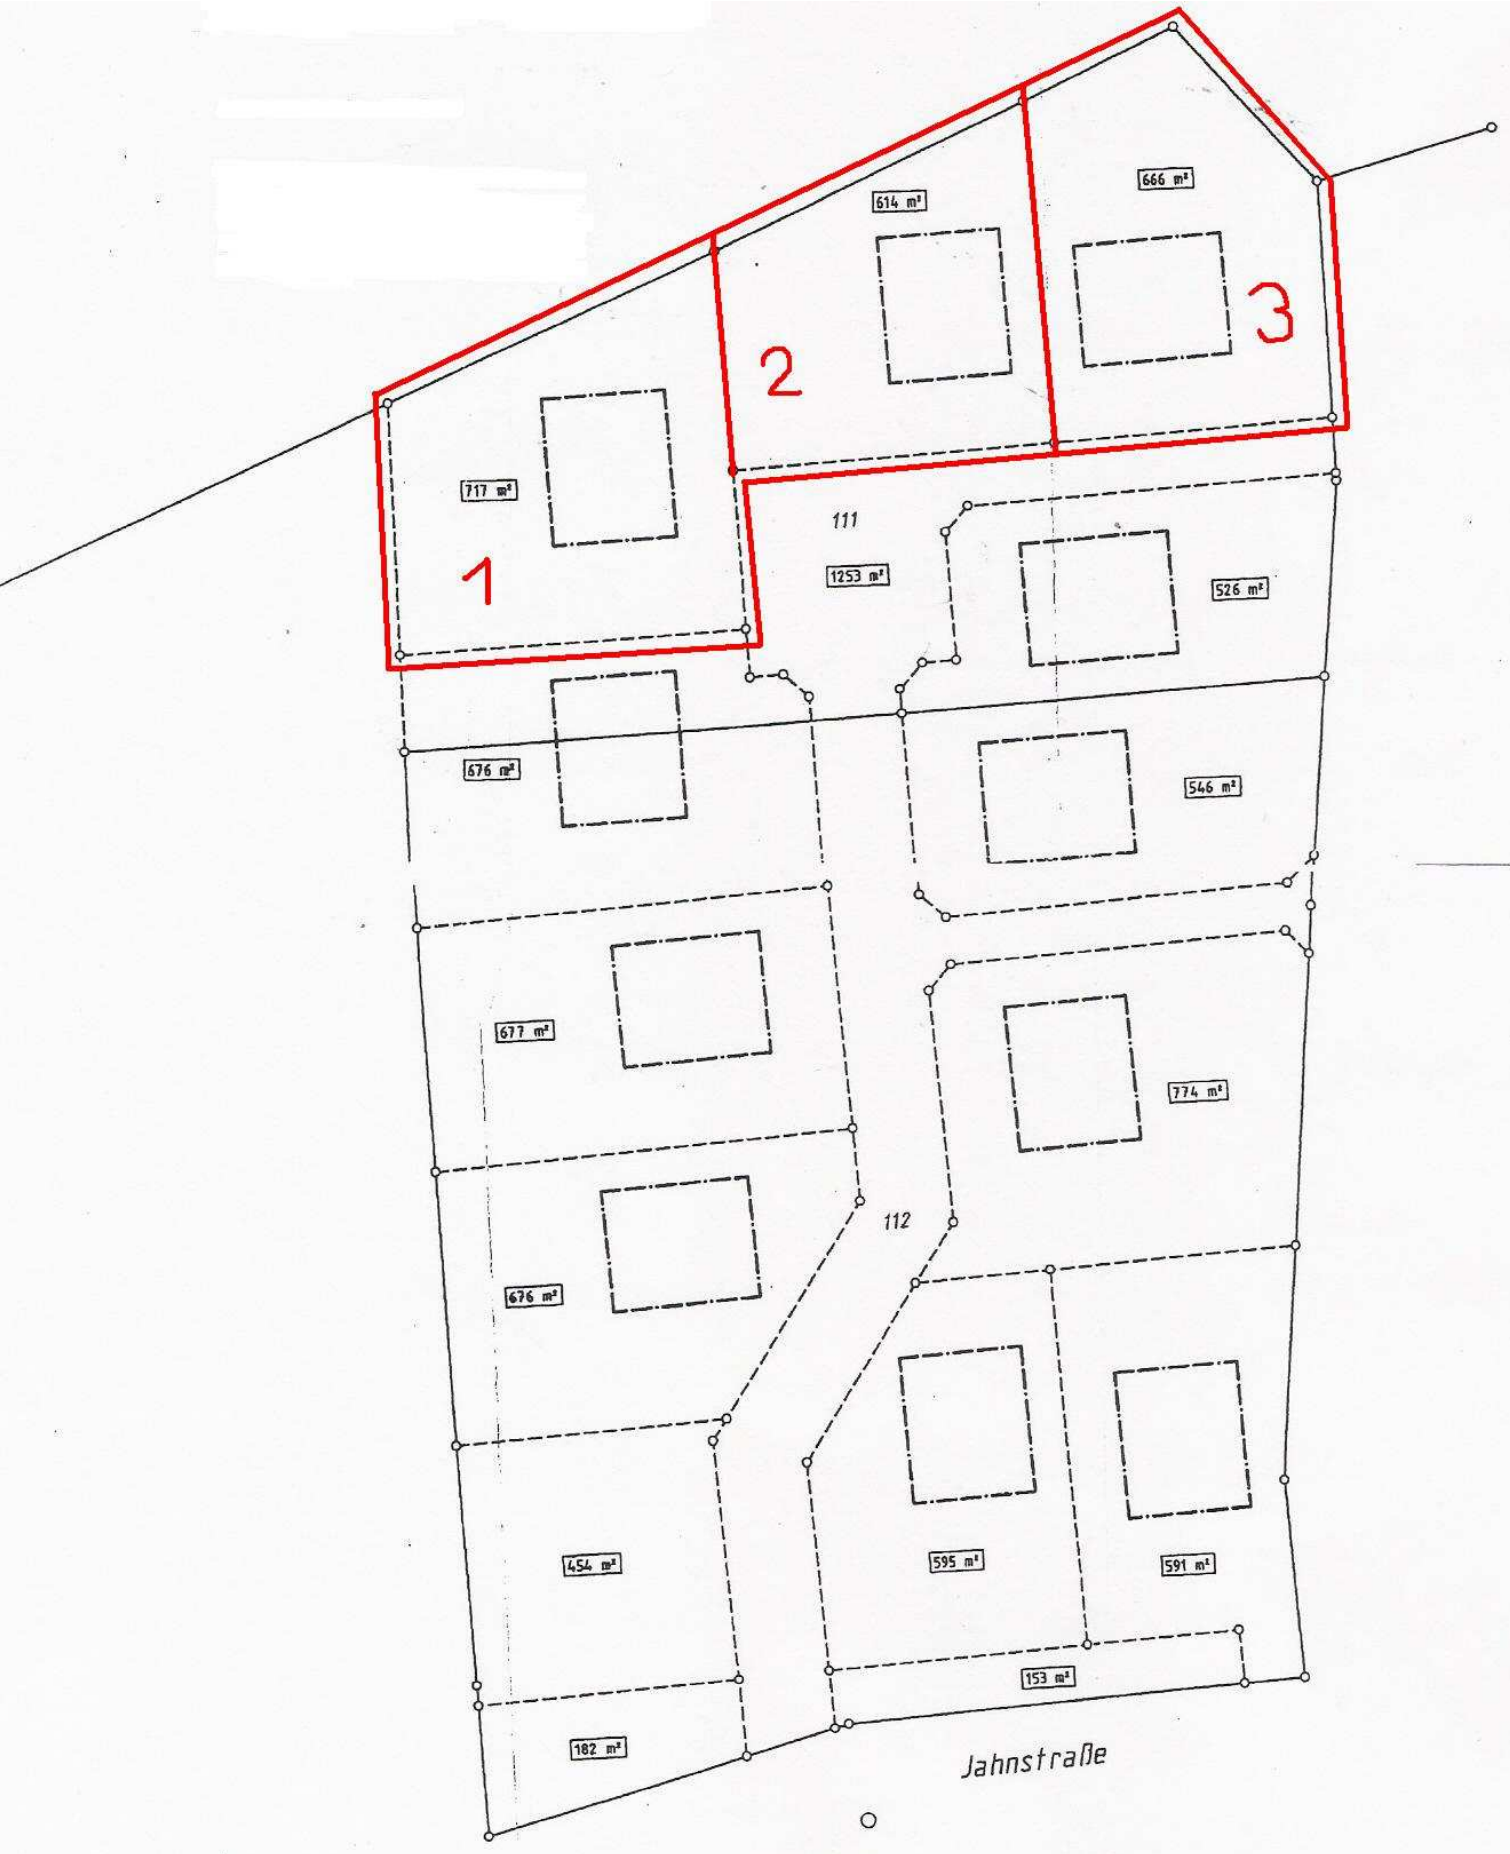 666 m²
614 m²
3
2
717 m²
111
1
1253 m²
526 m²
676 m²
546 m²
677 m²
774 m²
112
676 m²
454 m²
595 m²
591 m²
153 m²
182 m²
Jahnstraße